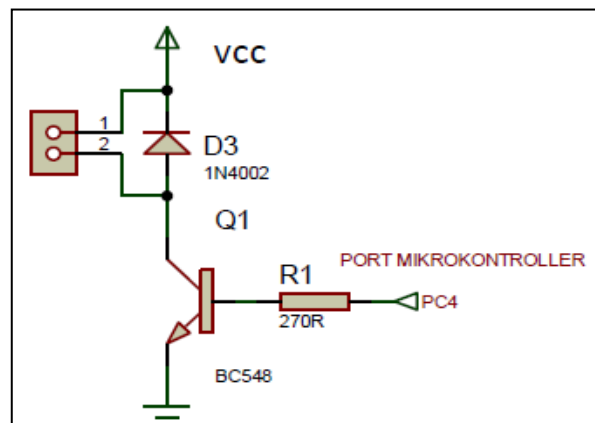 VCC
1
2
D3
1N4002
Q1
PORT MIKROKONTROLLER
R1
PC4
270R
BC548